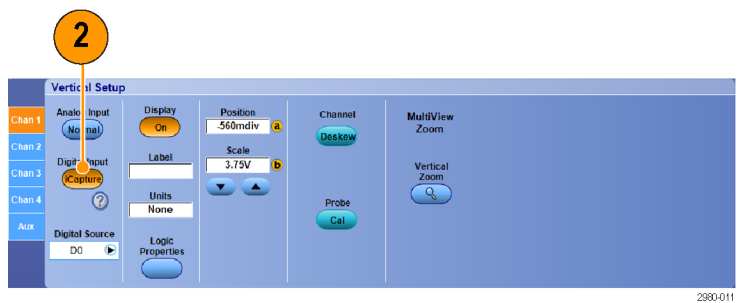 2
Vertical Setup
Chan 1
Chan 2
Chan 3
Chan 4
Aux
Analog Input
Normal
Digital Input
iCapture
?
Digital Source
D0
Display
On
Label
Units
None
Logic
Properties
Position
-560mdiv
a
Scale
3.75V
b
Channel
Deskew
Probe
Cal
MultiView
Zoom
Vertical
Zoom
2980-011